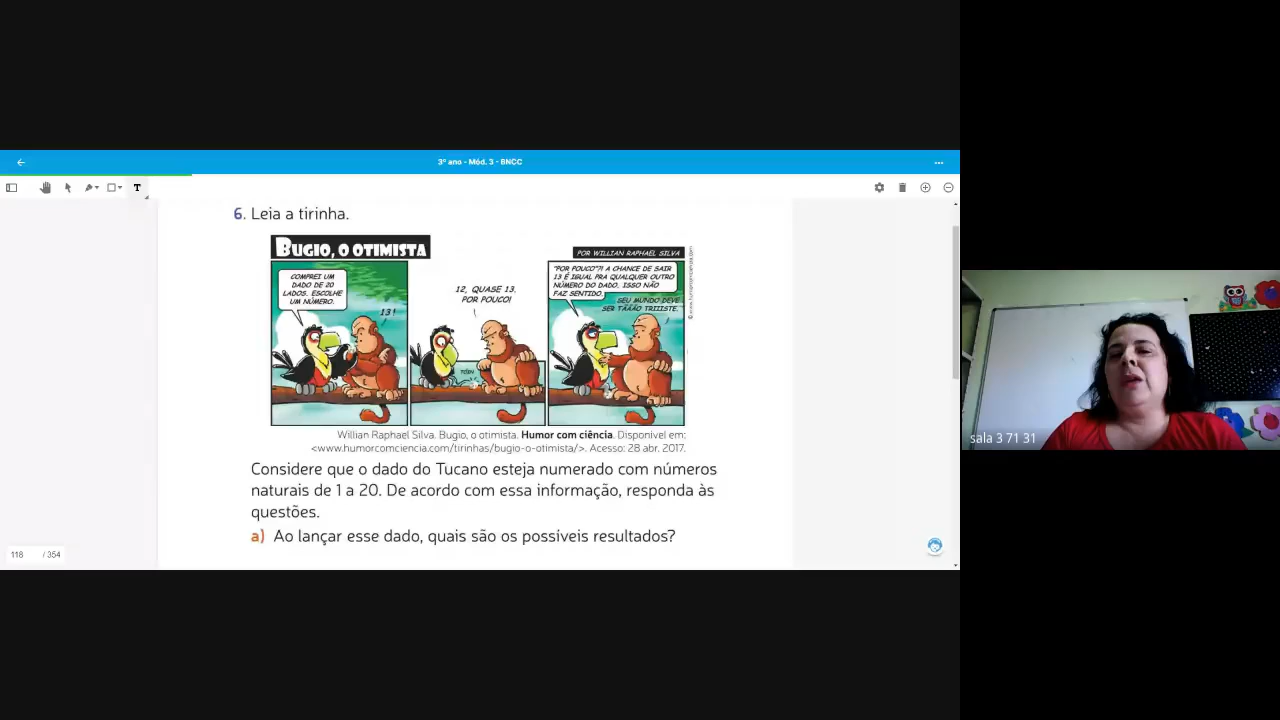 3º ano - Mód. 3 - BNCC
T
6. Leia a tirinha.
BUGIO, O OTIMISTA
POR WILLIAN RAPHAEL SILVA
COMPREI UM
DADO DE 20
LADOS. ESCOLHE
UM NÚMERO.
13!
12, QUASE 13,
POR POUCO!
"POR POUCO"?! A CHANCE DE SAIR
13 É IGUAL PRA QUALQUER OUTRO
NÚMERO DO DADO. ISSO NÃO
FAZ SENTIDO.
SEU MUNDO DEVE
SER TÃÃÃO TRIIISTE.
© www.humorcomciencia.com
Willian Raphael Silva. Bugio, o otimista. Humor com ciência. Disponível em:
<www.humorcomciencia.com/tirinhas/bugio-o-otimista/>. Acesso: 28 abr. 2017.
Considere que o dado do Tucano esteja numerado com números
naturais de 1 a 20. De acordo com essa informação, responda às
questões.
a) Ao lançar esse dado, quais são os possíveis resultados?
118 / 354
sala 3 71 31